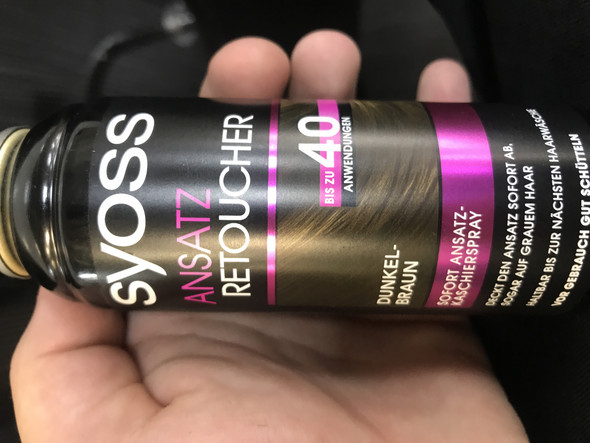 syoss
ANSATZ
RETOUCHER
BIS ZU 40
ANWENDUNGEN
DUNKEL-
BRAUN
SOFORT ANSATZ-
KASCHIERSPRAY
DECKT DEN ANSATZ SOFORT AB,
SOGAR AUF GRAUEM HAAR
HALTBAR BIS ZUR NÄCHSTEN HAARWÄSCHE
VOR GEBRAUCH GUT SCHÜTTELN